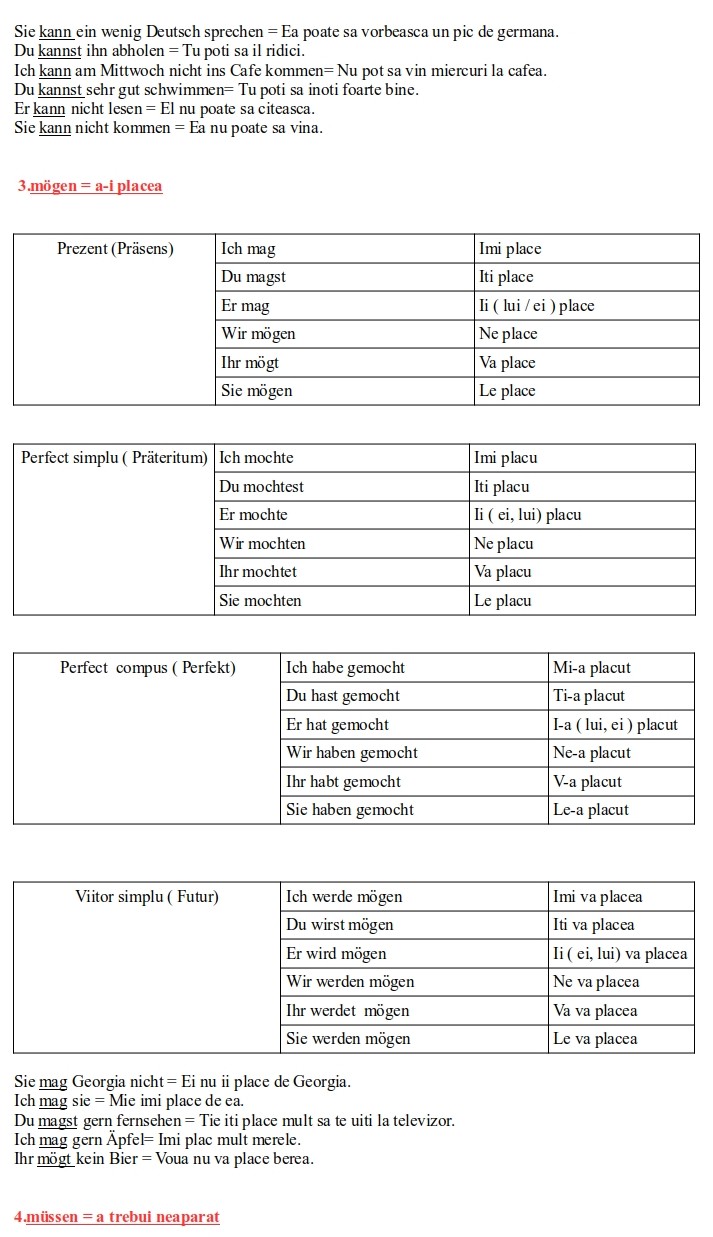 Sie kann ein wenig Deutsch sprechen = Ea poate sa vorbeasca un pic de germana.
Du kannst ihn abholen = Tu poti sa il ridici.
Ich kann am Mittwoch nicht ins Cafe kommen= Nu pot sa vin miercuri la cafea.
Du kannst sehr gut schwimmen= Tu poti sa inoti foarte bine.
Er kann nicht lesen = El nu poate sa citeasca.
Sie kann nicht kommen = Ea nu poate sa vina.
3.mögen = a-i placea
Prezent (Präsens) Ich mag Imi place
Du magst Iti place
Er mag Ii ( lui / ei ) place
Wir mögen Ne place
Ihr mögt Va place
Sie mögen Le place
Perfect simplu ( Präteritum) Ich mochte Imi placu
Du mochtest Iti placu
Er mochte Ii ( ei, lui) placu
Wir mochten Ne placu
Ihr mochtet Va placu
Sie mochten Le placu
Perfect compus ( Perfekt) Ich habe gemocht Mi-a placut
Du hast gemocht Ti-a placut
Er hat gemocht I-a ( lui, ei ) placut
Wir haben gemocht Ne-a placut
Ihr habt gemocht V-a placut
Sie haben gemocht Le-a placut
Viitor simplu ( Futur) Ich werde mögen Imi va placea
Du wirst mögen Iti va placea
Er wird mögen Ii ( ei, lui) va placea
Wir werden mögen Ne va placea
Ihr werdet mögen Va va placea
Sie werden mögen Le va placea
Sie mag Georgia nicht = Ei nu ii place de Georgia.
Ich mag sie = Mie imi place de ea.
Du magst gern fernsehen = Tie iti place mult sa te uiti la televizor.
Ich mag gern Äpfel= Imi plac mult merele.
Ihr mögt kein Bier = Voua nu va place berea.
4.müssen = a trebui neaparat